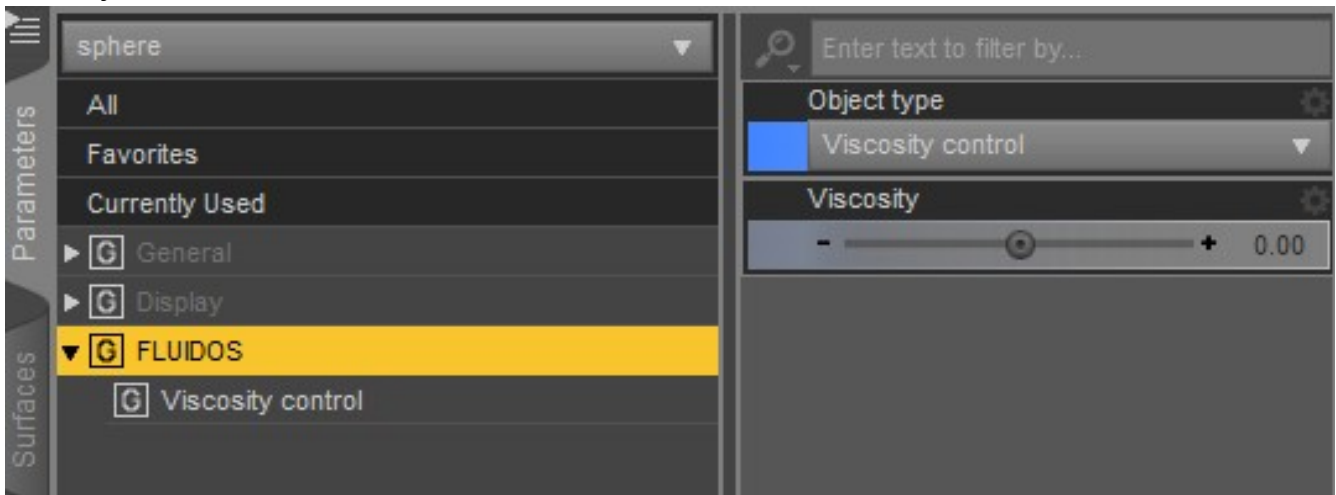 Parameters
Surfaces
sphere
All
Favorites
Currently Used
G General
G Display
G FLUIDOS
G Viscosity control
Enter text to filter by...
Object type
Viscosity control
Viscosity
- + 0.00